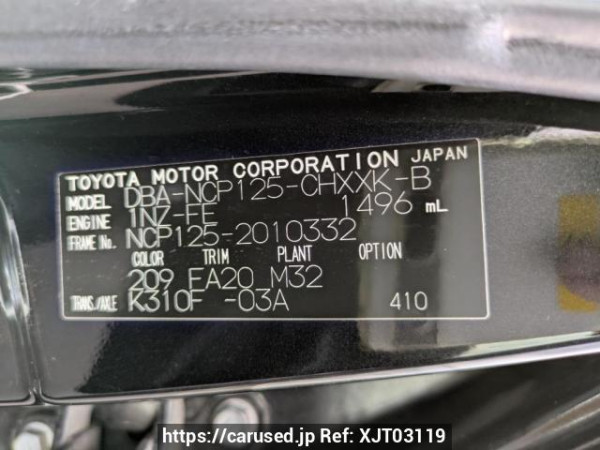 TOYOTA MOTOR CORPORATION JAPAN
MODEL DBA-NCP125-CHXXK-B
ENGINE 1NZ-FE 1496 mL
FRAME No. NCP125-2010332
COLOR TRIM PLANT OPTION
209 FA20 M32
TRANS./AXLE K310F -03A 410
https://carused.jp Ref: XJT03119